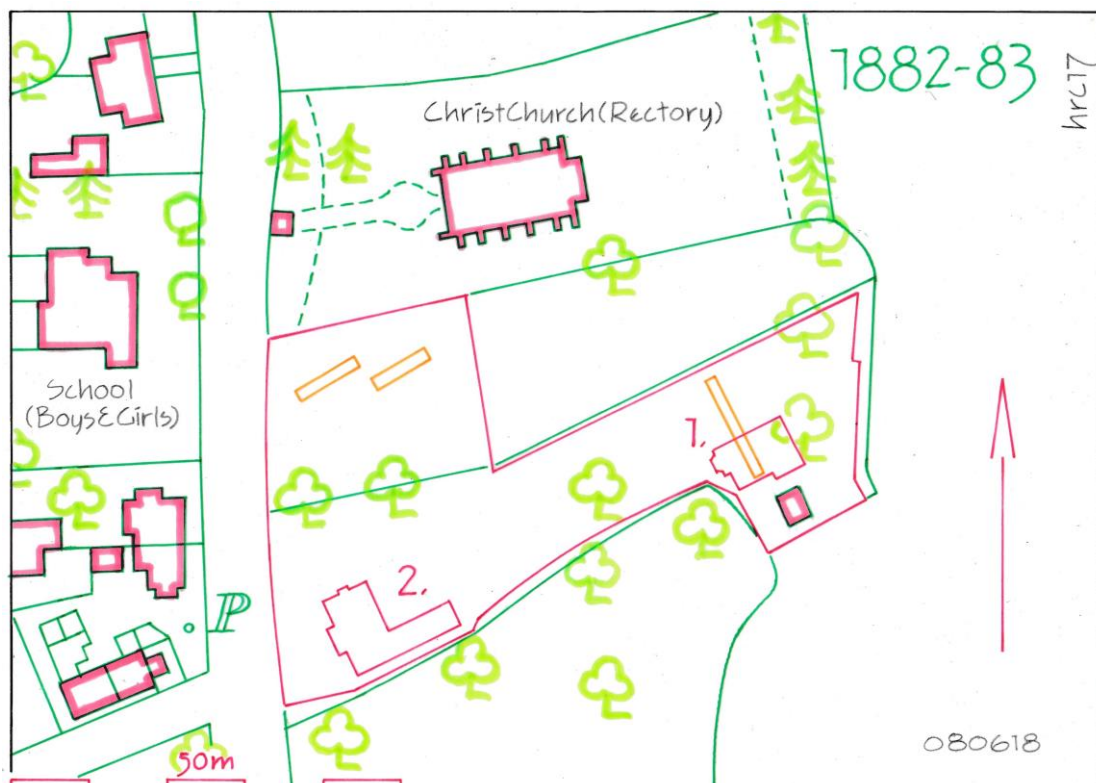 1882-83
hrc17
ChristChurch(Rectory)
School
(Boys&Girls)
1.
2.
P
50m
080618